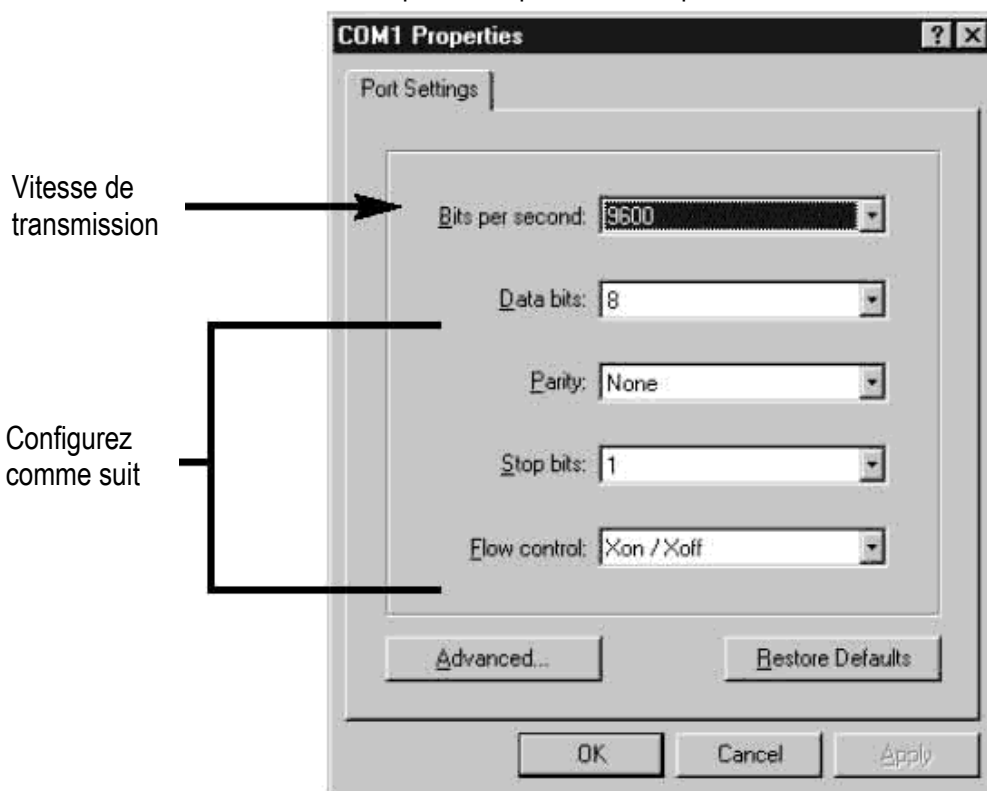 COM1 Properties
Port Settings
Vitesse de
transmission
Bits per second: 9600
Data bits: 8
Parity: None
Configurez
comme suit
Stop bits: 1
Flow control: Xon / Xoff
Advanced...
Restore Defaults
OK
Cancel
Apply